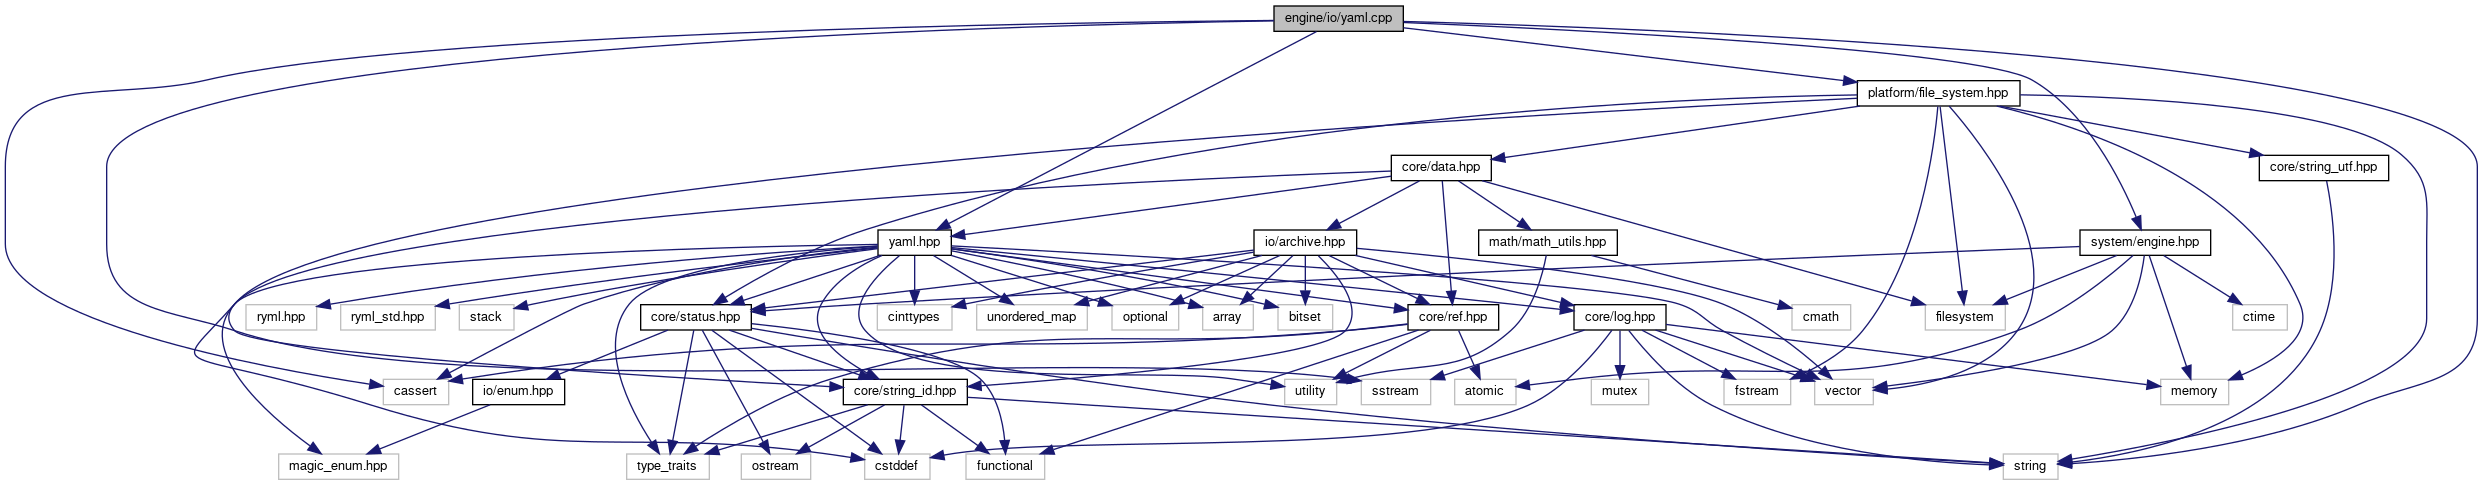 engine/io/yaml.cpp
platform/file_system.hpp
core/data.hpp
core/string_utf.hpp
yaml.hpp
io/archive.hpp
math/math_utils.hpp
system/engine.hpp
ryml.hpp
ryml_std.hpp
stack
core/status.hpp
cinttypes
unordered_map
optional
array
bitset
core/ref.hpp
core/log.hpp
cmath
filesystem
ctime
cassert
io/enum.hpp
core/string_id.hpp
utility
sstream
atomic
mutex
fstream
vector
memory
magic_enum.hpp
type_traits
ostream
cstddef
functional
string